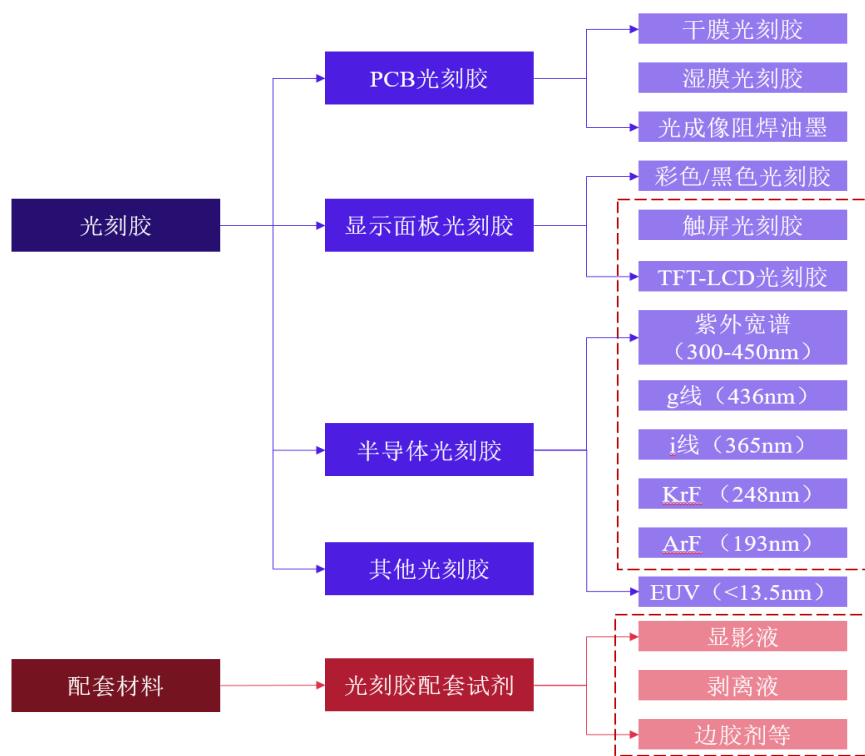 光刻胶
PCB光刻胶
干膜光刻胶
湿膜光刻胶
光成像阻焊油墨
显示面板光刻胶
彩色/黑色光刻胶
触屏光刻胶
TFT-LCD光刻胶
半导体光刻胶
紫外宽谱
（300-450nm）
g线（436nm）
i线（365nm）
KrF （248nm）
ArF （193nm）
EUV（<13.5nm）
其他光刻胶
配套材料
光刻胶配套试剂
显影液
剥离液
边胶剂等